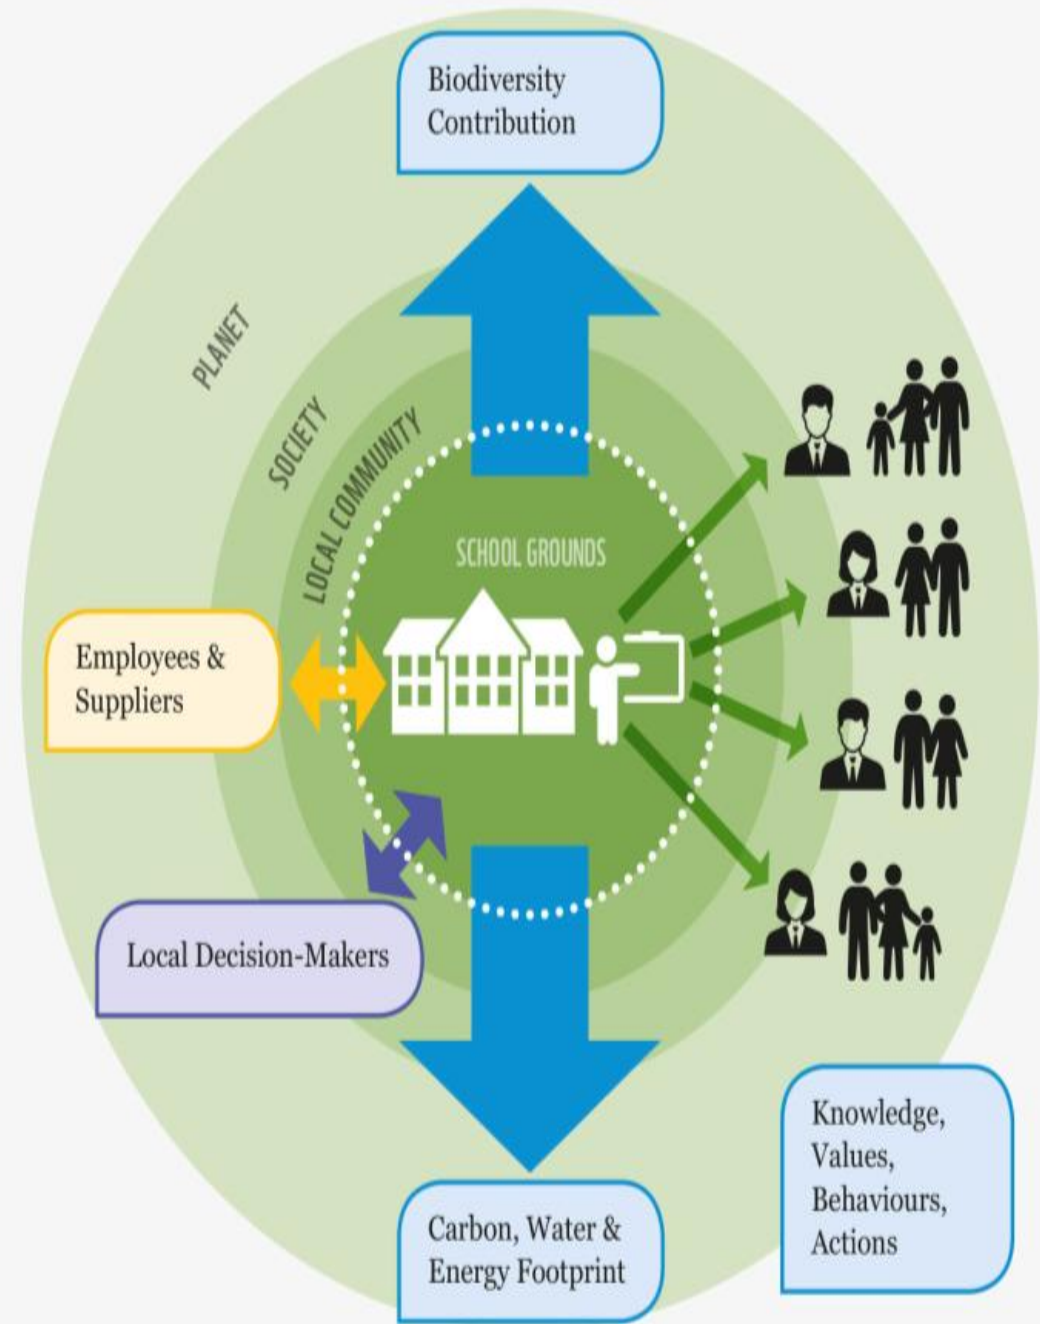 Biodiversity
Contribution
PLANET
SOCIETY
LOCAL COMMUNITY
SCHOOL GROUNDS
Employees &
Suppliers
Local Decision-Makers
Knowledge,
Values,
Behaviours,
Actions
Carbon, Water &
Energy Footprint